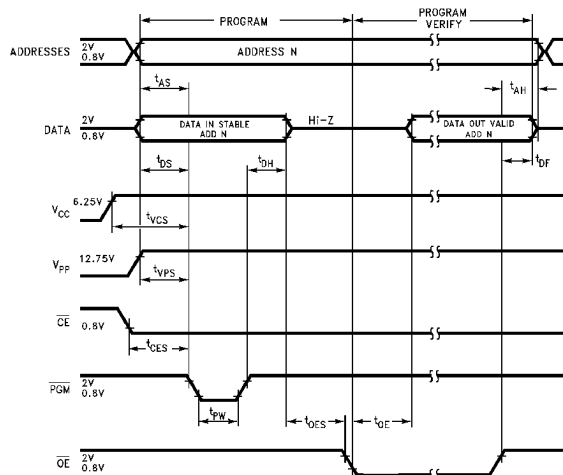 PROGRAM
PROGRAM
VERIFY
ADDRESSES
2V
0.8V
ADDRESS N
tAS
tAH
DATA
2V
0.8V
DATA IN STABLE
ADD N
Hi-Z
DATA OUT VALID
ADD N
tDS
tDH
tDF
VCC
6.25V
tVCS
VPP
12.75V
tVPS
CE
0.8V
tCES
PGM
2V
0.8V
tPW
tOES
tOE
OE
2V
0.8V